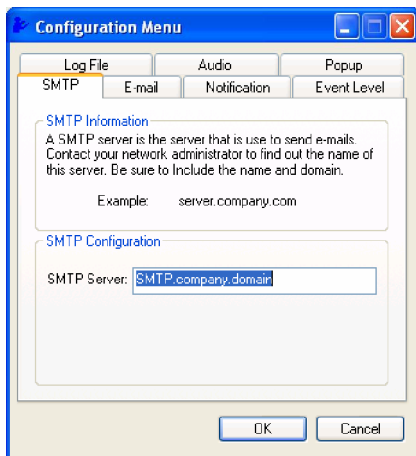 Configuration Menu
Log File Audio Popup
SMTP E-mail Notification Event Level
SMTP Information
A SMTP server is the server that is use to
send e-mails.
Contact your network administrator to find out the name of
this server. Be sure to Include the name and domain.
Example: server.company.com
SMTP Configuration
SMTP Server: SMTP.company.domain
OK Cancel